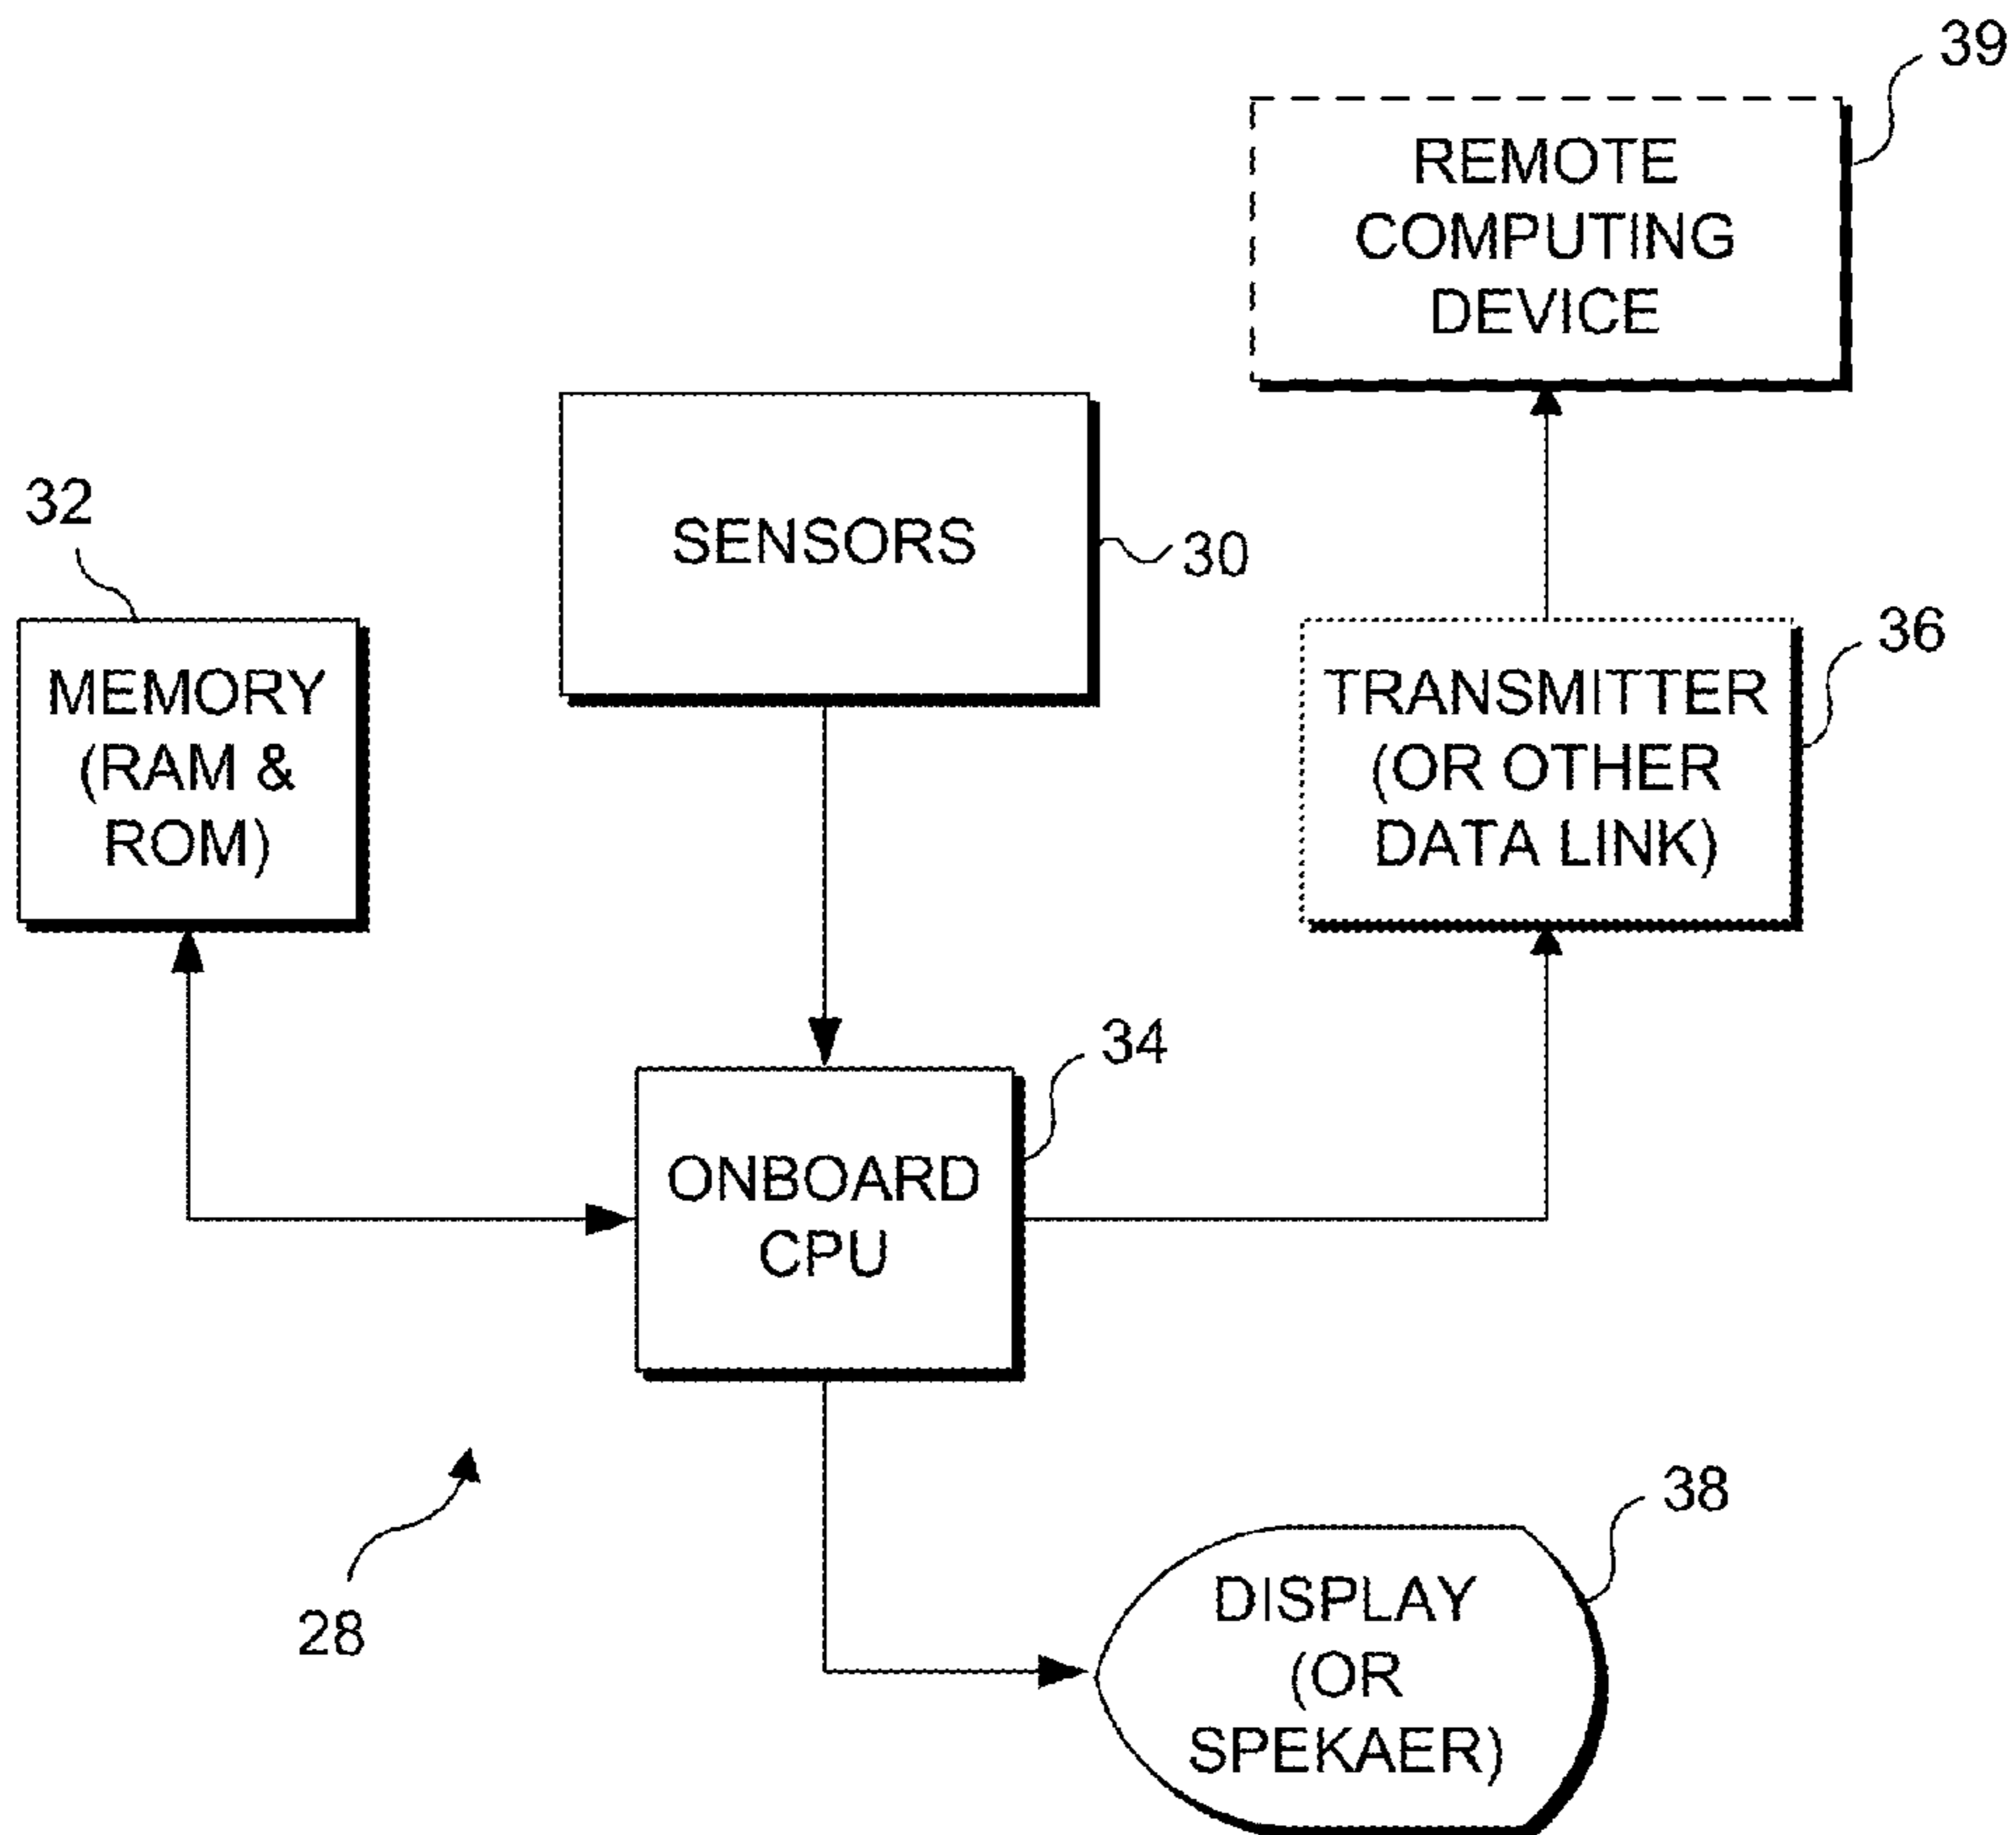 39
REMOTE
COMPUTING
DEVICE
32
SENSORS
30
MEMORY
(RAM &
ROM)
36
TRANSMITTER
(OR OTHER
DATA LINK)
34
ONBOARD
CPU
28
38
DISPLAY
(OR
SPEKAER)